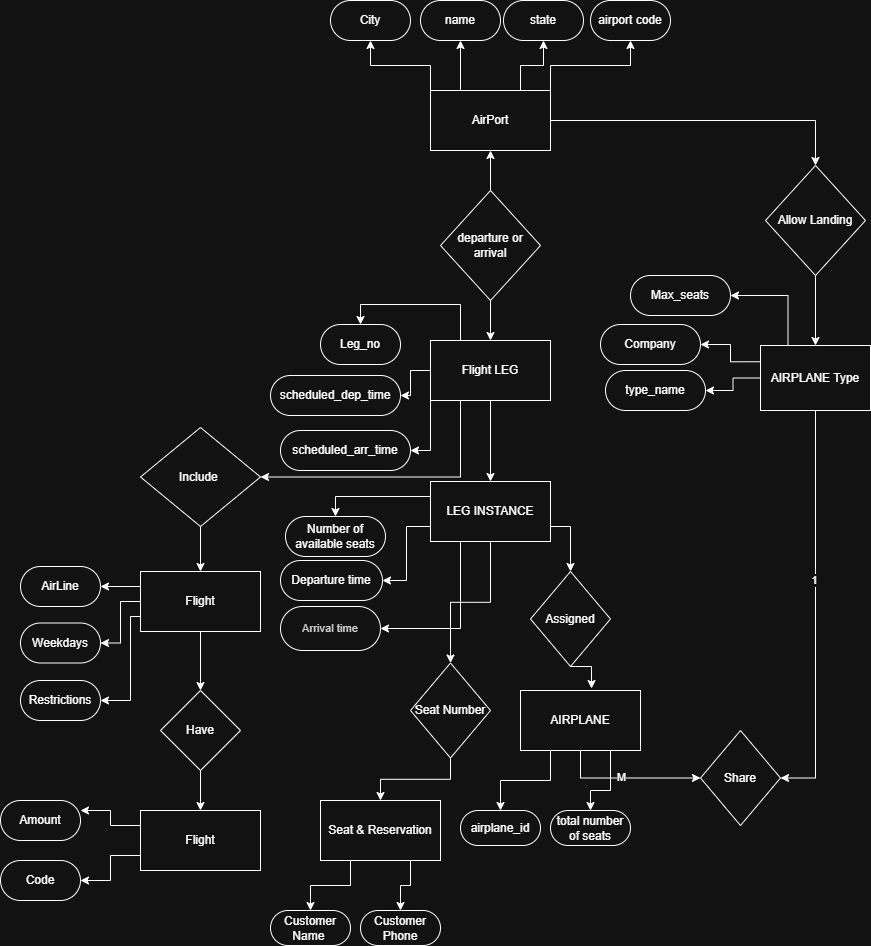 City
name
state
airport code
AirPort
Allow Landing
departure or
arrival
Max_seats
Leg_no
Company
Flight LEG
AIRPLANE Type
scheduled_dep_time
type_name
scheduled_arr_time
Include
LEG INSTANCE
Number of
available seats
Departure time
1
AirLine
Flight
Arrival time
Assigned
Weekdays
Restrictions
Seat Number
AIRPLANE
Have
M
Share
Amount
Flight
Seat & Reservation
airplane_id
total number
of seats
Code
Customer
Name
Customer
Phone